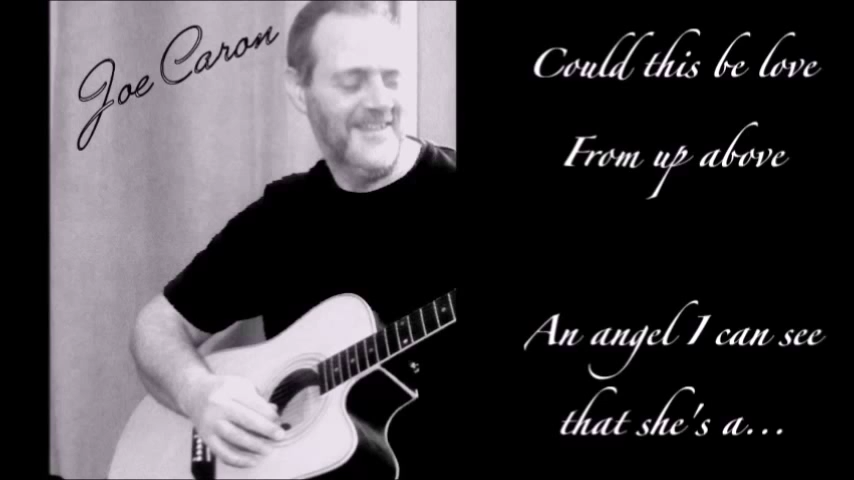 Joe Caron
Could this be love
From up above
An angel I can see
that she's a...